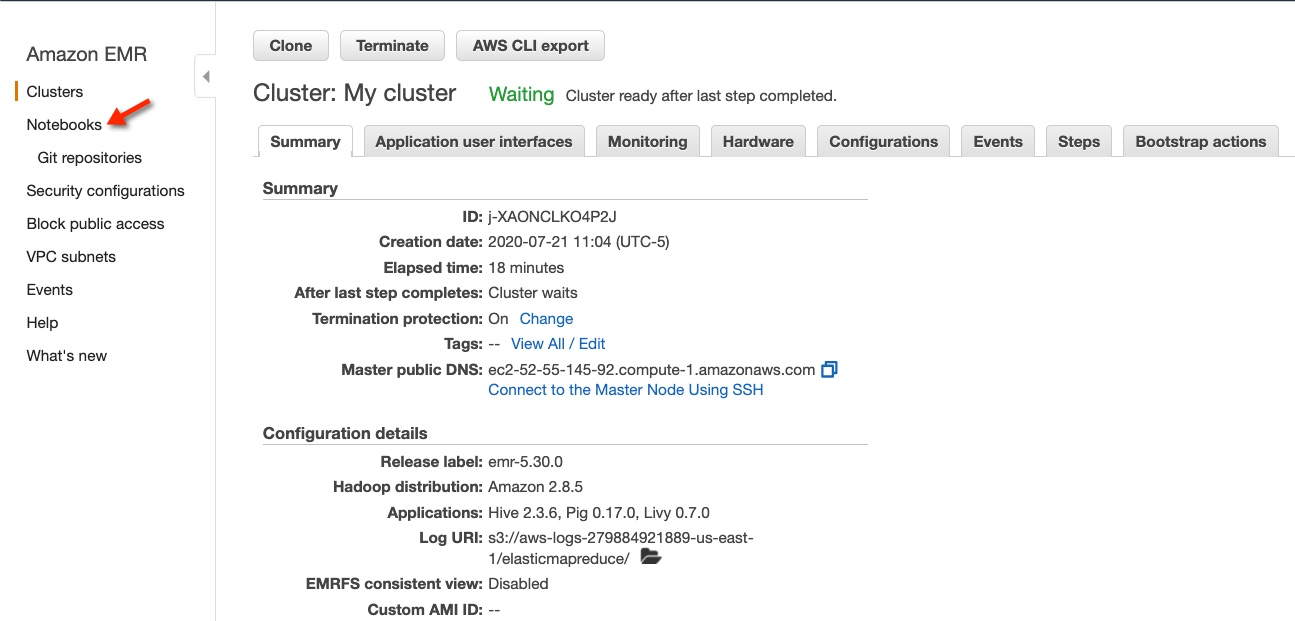 Amazon EMR
Clusters
Notebooks
Git repositories
Security configurations
Block public access
VPC subnets
Events
Help
What's new
Clone Terminate AWS CLI export
Cluster: My cluster Waiting Cluster ready after last step completed.
Summary Application user interfaces Monitoring Hardware Configurations Events Steps Bootstrap actions
Summary
ID: j-XAONCLKO4P2J
Creation date: 2020-07-21 11:04 (UTC-5)
Elapsed time: 18 minutes
After last step completes: Cluster waits
Termination protection: On Change
Tags: -- View All / Edit
Master public DNS: ec2-52-55-145-92.compute-1.amazonaws.com
Connect to the Master Node Using SSH
Configuration details
Release label: emr-5.30.0
Hadoop distribution: Amazon 2.8.5
Applications: Hive 2.3.6, Pig 0.17.0, Livy 0.7.0
Log URI: s3://aws-logs-279884921889-us-east-
1/elasticmapreduce/
EMRFS consistent view: Disabled
Custom AMI ID: --